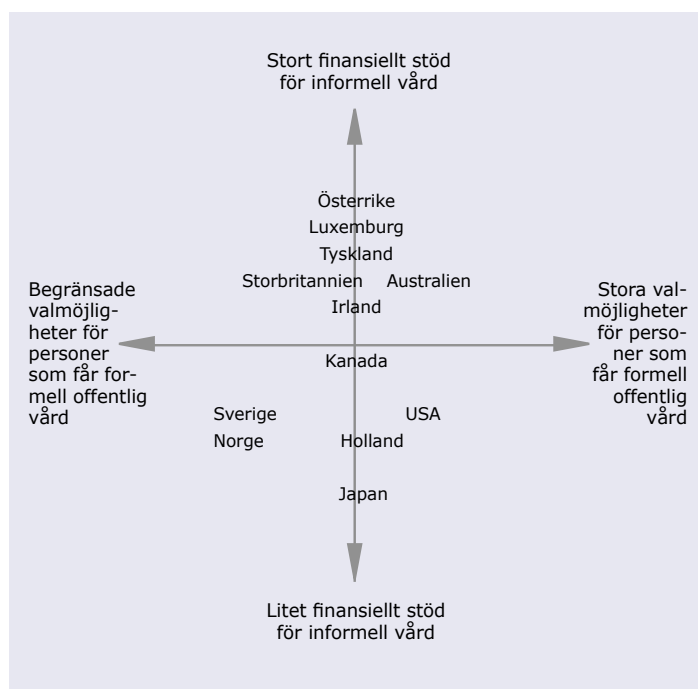 Stort finansiellt stöd
för informell vård
Österrike
Luxemburg
Tyskland
Storbritannien Australien
Irland
Begränsade
valmöjlig-
heter för
personer
som får for-
mell offentlig
vård
Stora val-
möjligheter
för perso-
ner som
får formell
offentlig
vård
Kanada
Sverige USA
Norge Holland
Japan
Litet finansiellt stöd
för informell vård